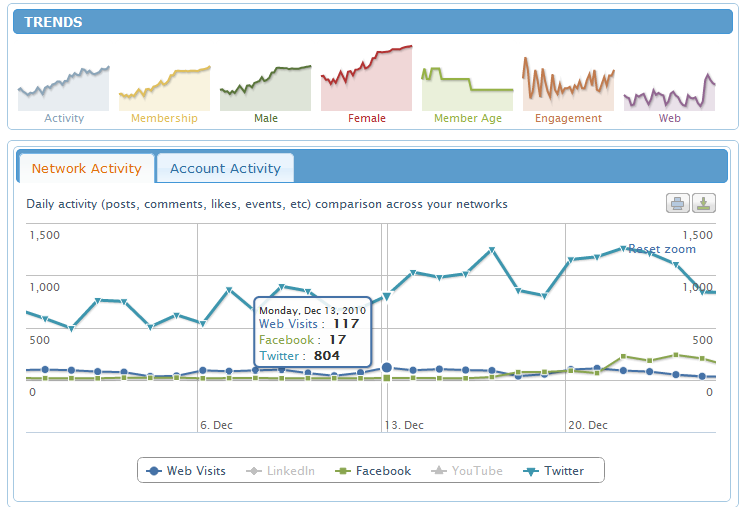 TRENDS
Activity Membership Male Female Member Age Engagement Web
Network Activity Account Activity
Daily activity (posts, comments, likes, events, etc) comparison across your networks
1,500 1,500
Reset zoom
1,000 1,000
Monday, Dec 13, 2010
Web Visits : 117
Facebook : 17
Twitter : 804
500 500
0 0
6. Dec 13. Dec 20. Dec
Web Visits LinkedIn Facebook YouTube Twitter